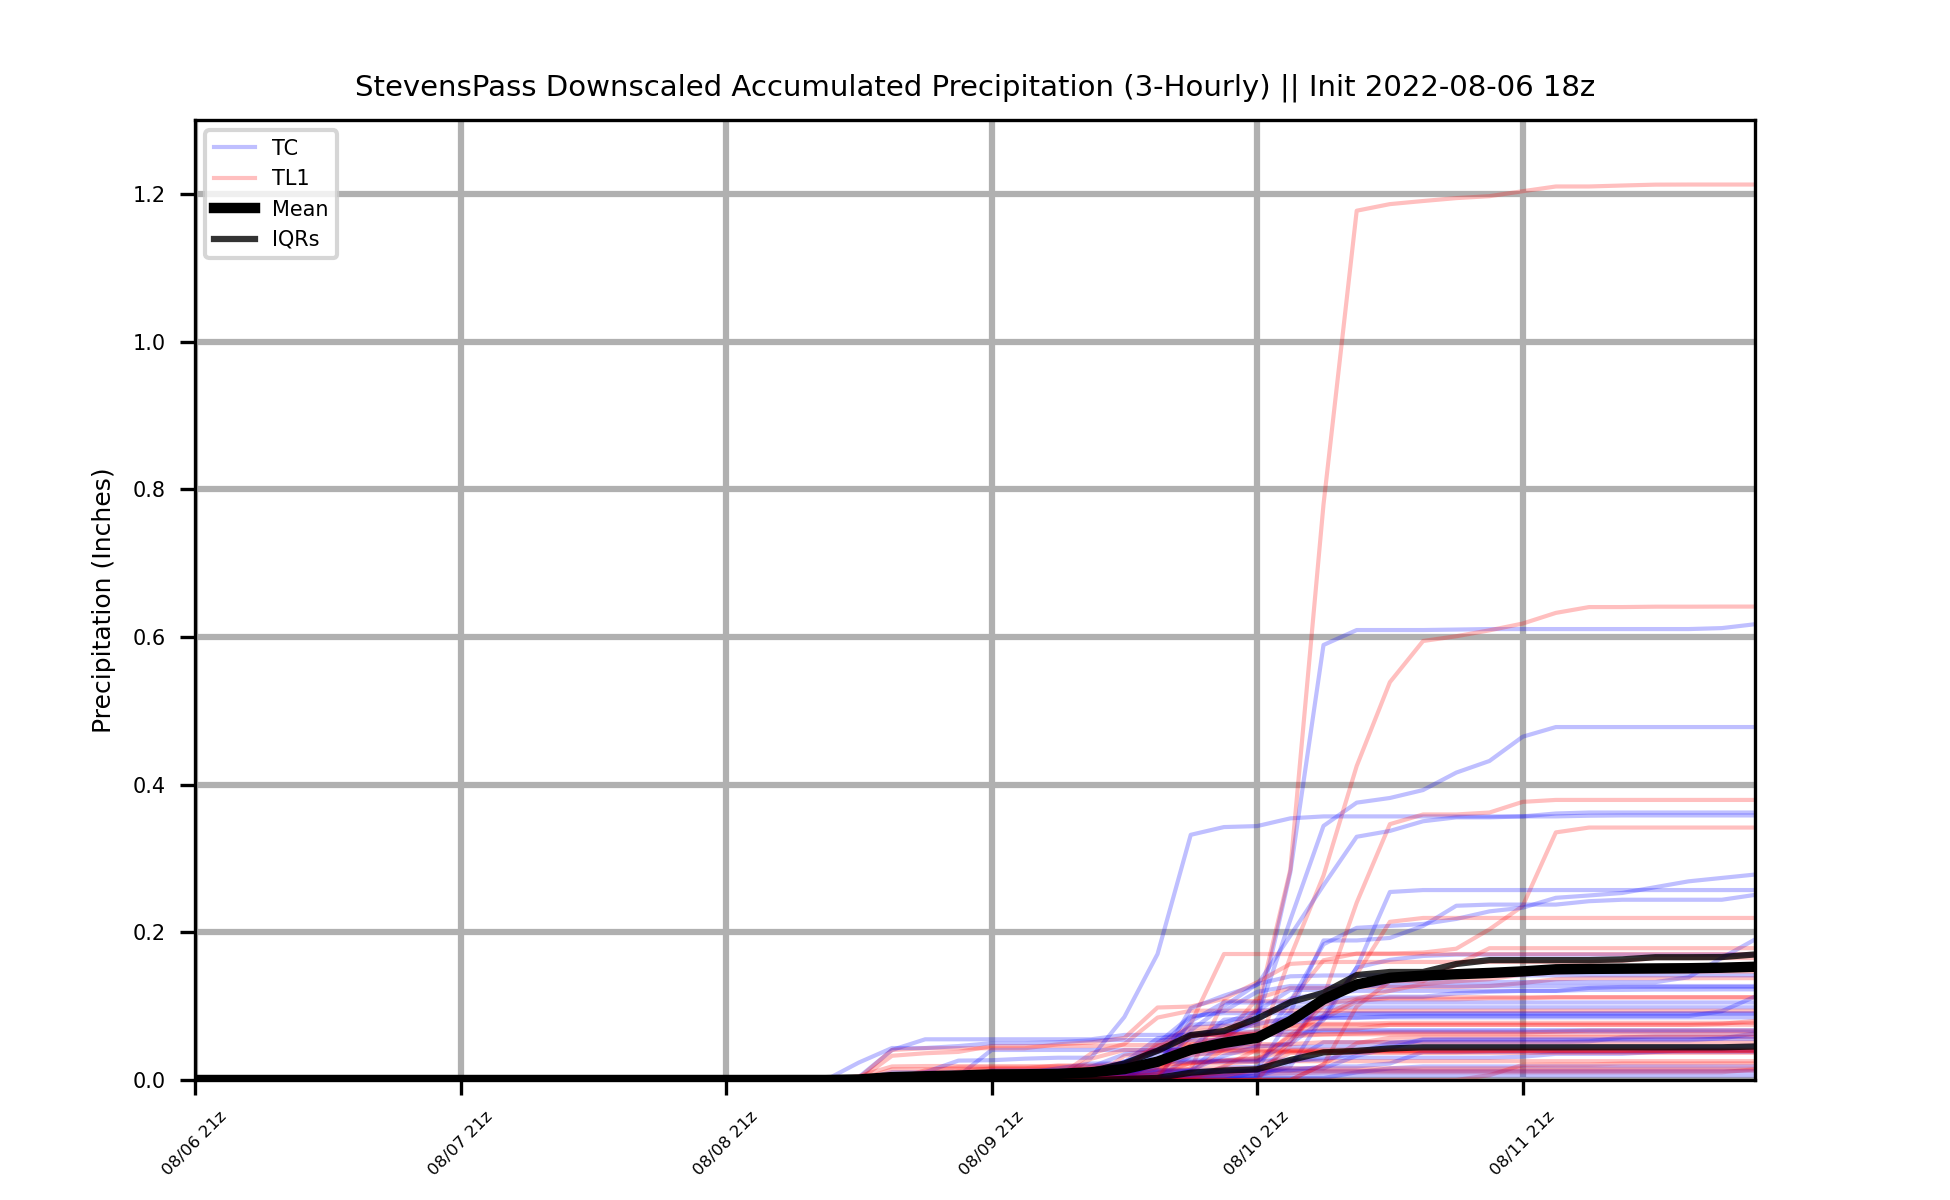 StevensPass Downscaled Accumulated Precipitation (3-Hourly) || Init 2022-08-06 18z
TC
TL1
Mean
IQRs
Precipitation (Inches)
1.2
1.0
0.8
0.6
0.4
0.2
0.0
08/06 21z
08/07 21z
08/08 21z
08/09 21z
08/10 21z
08/11 21z